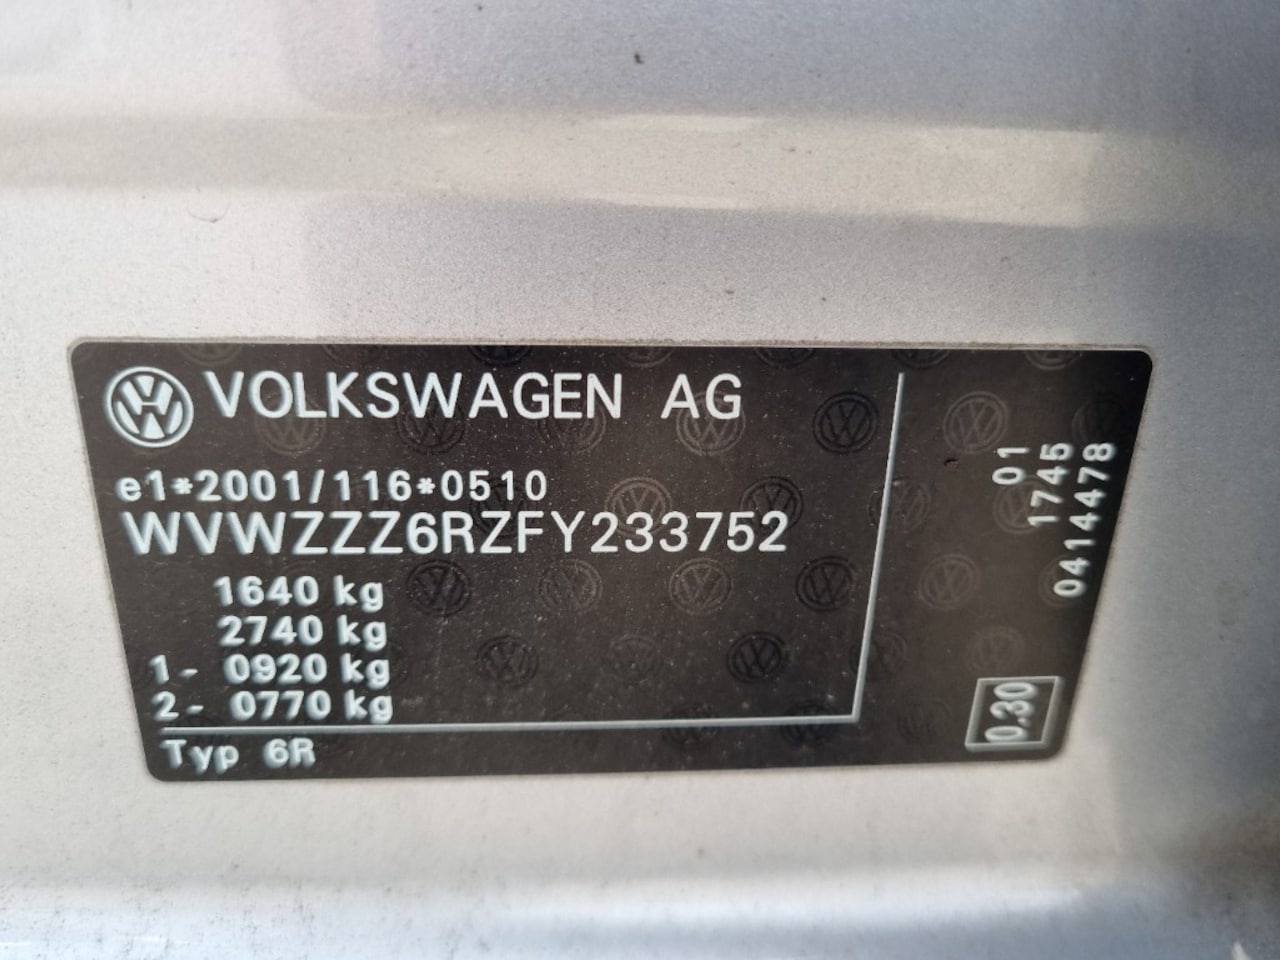 VOLKSWAGEN AG
e1*2001/116*0510
WVWZZZ6RZFY233752
1640 kg
2740 kg
1- 0920 kg
2- 0770 kg
Typ 6R
01
1745
0414478
0.30